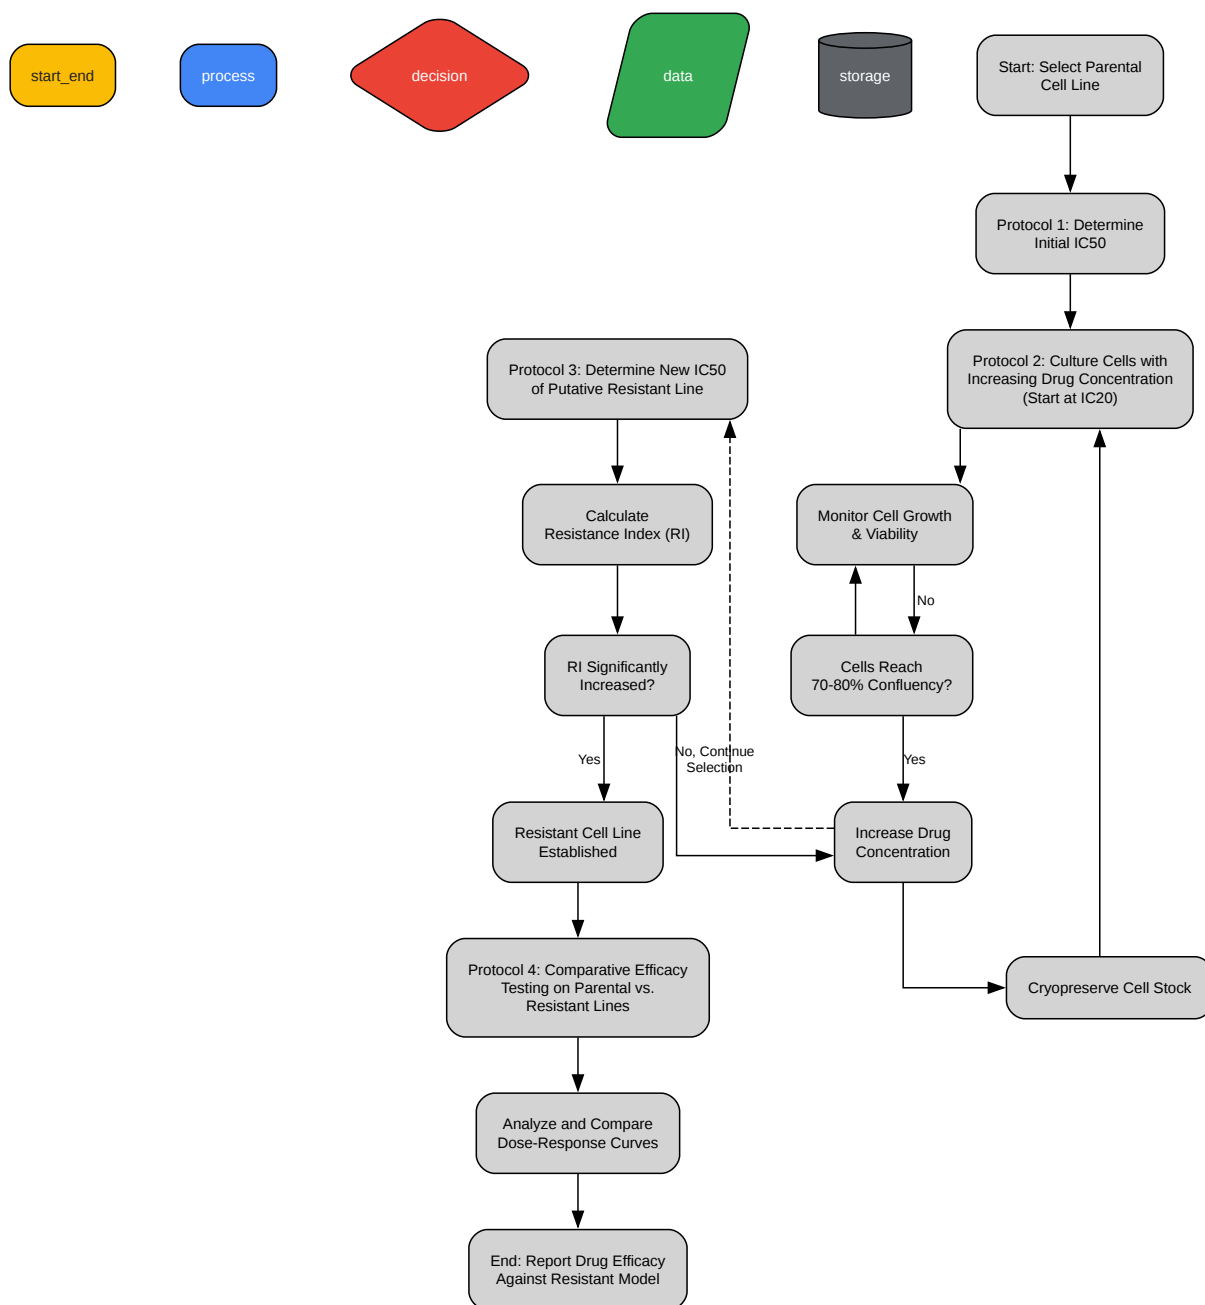 start_end
process
decision
data
storage
Start: Select Parental
Cell Line
Protocol 1: Determine
Initial IC50
Protocol 2: Culture Cells with
Increasing Drug Concentration
(Start at IC20)
Protocol 3: Determine New IC50
of Putative Resistant Line
Calculate
Resistance Index (RI)
Monitor Cell Growth
& Viability
No
RI Significantly
Increased?
Cells Reach
70-80% Confluency?
Yes
No, Continue
Selection
Yes
Resistant Cell Line
Established
Increase Drug
Concentration
Protocol 4: Comparative Efficacy
Testing on Parental vs.
Resistant Lines
Cryopreserve Cell Stock
Analyze and Compare
Dose-Response Curves
End: Report Drug Efficacy
Against Resistant Model